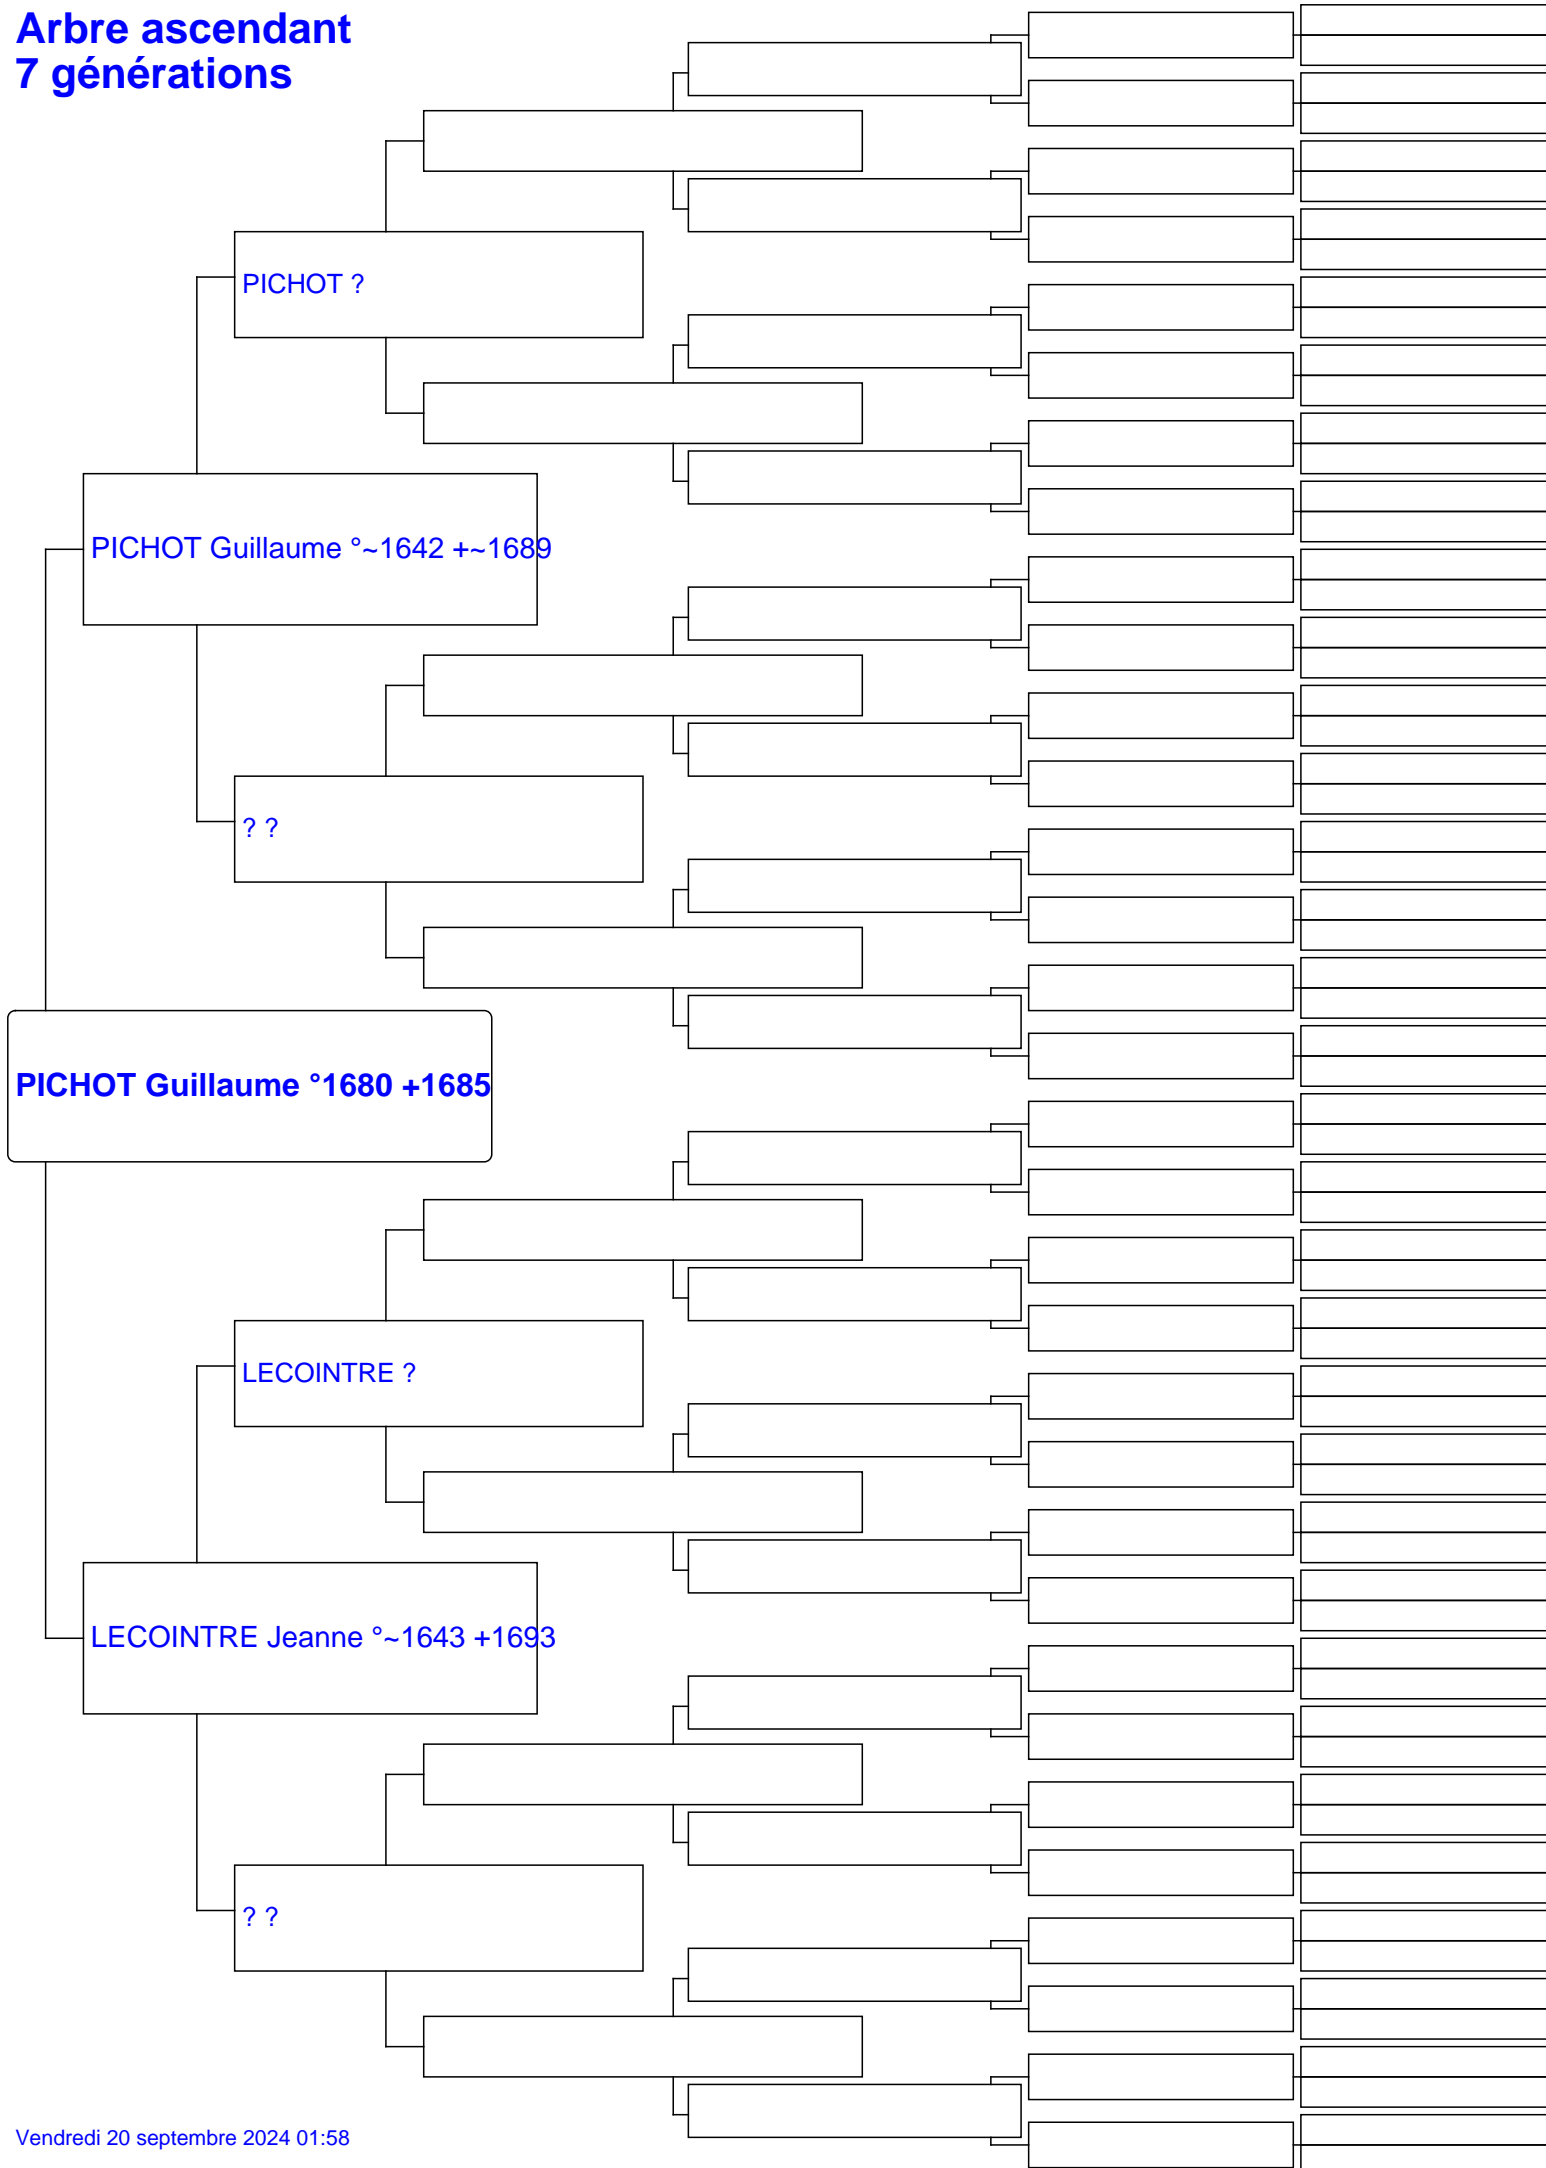 Arbre ascendant
7 générations
PICHOT ?
PICHOT Guillaume °~1642 +~1689
? ?
PICHOT Guillaume °1680 +1685
LECOINTRE ?
LECOINTRE Jeanne °~1643 +1693
? ?
Vendredi 20 septembre 2024 01:58